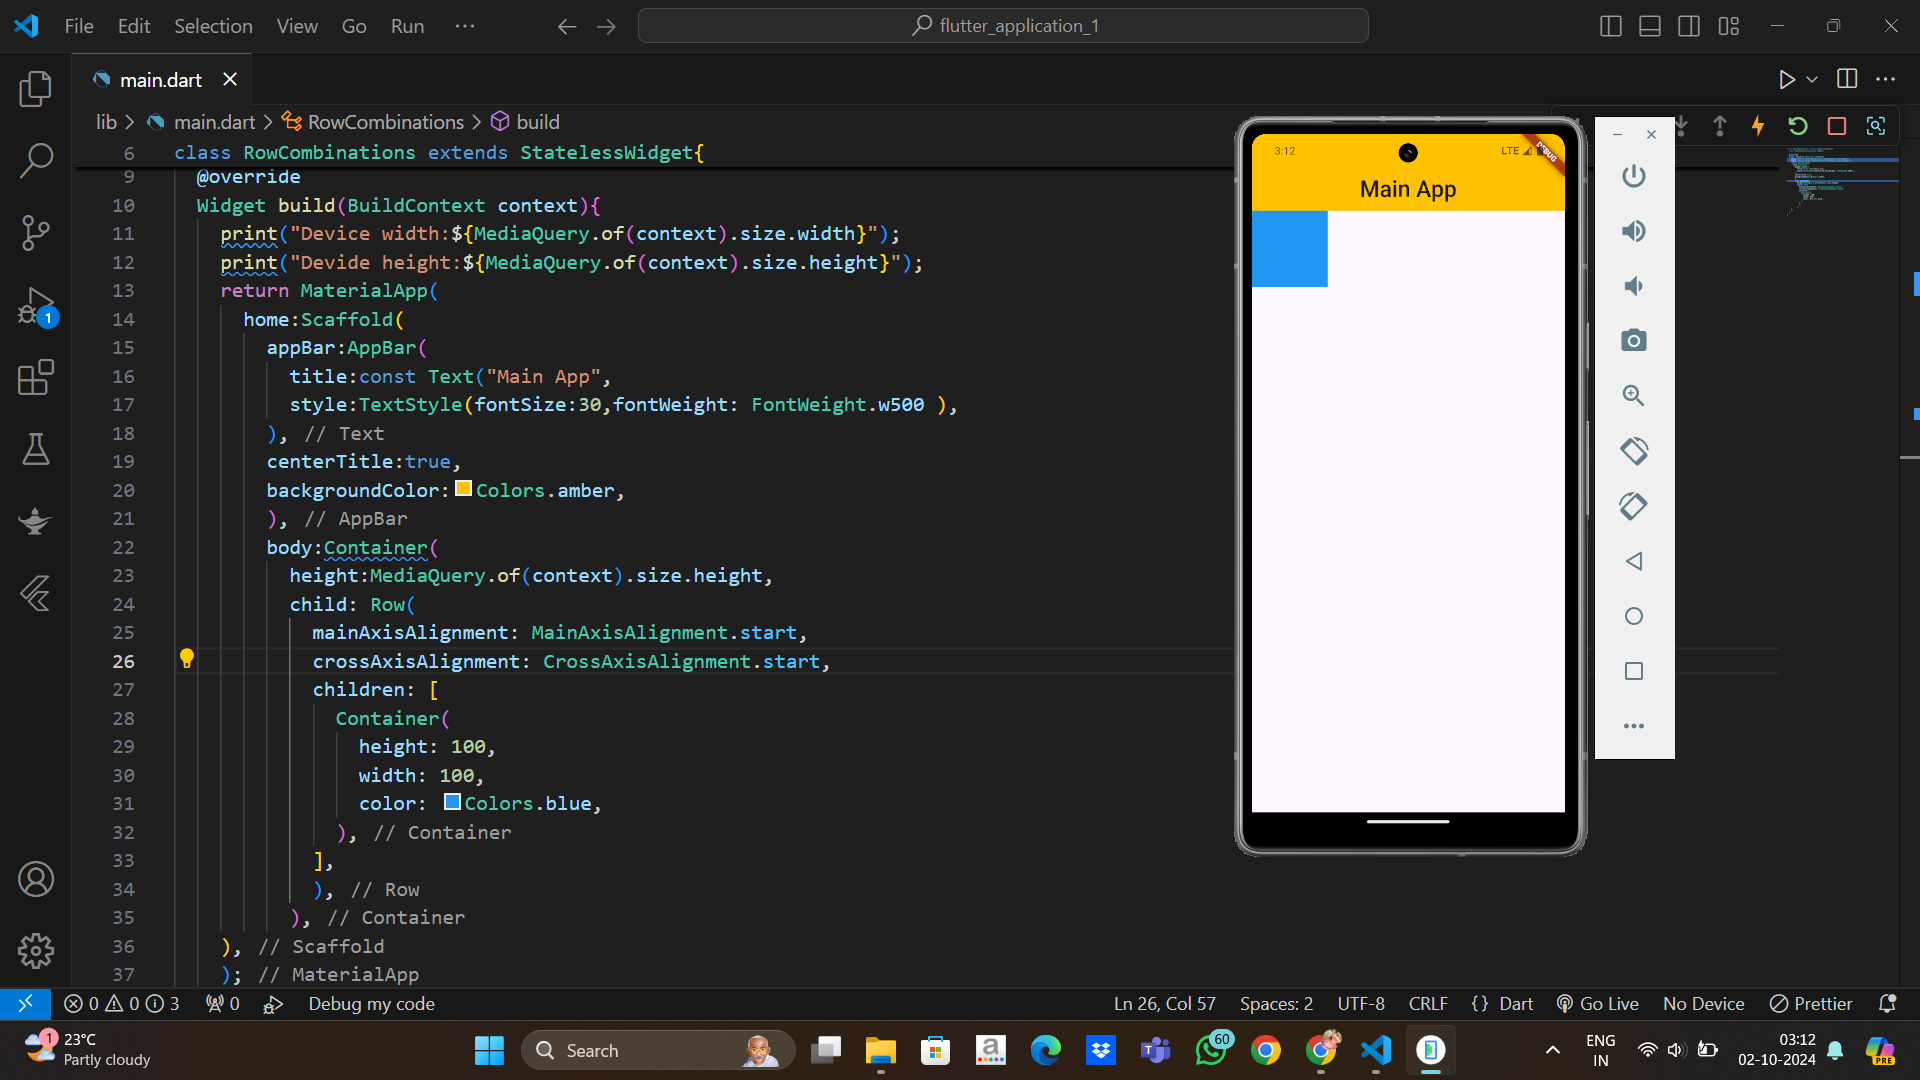 File Edit Selection View Go Run ··· flutter_application_1
main.dart
lib > main.dart > RowCombinations > build
6 class RowCombinations extends StatelessWidget{
9 @override
10 Widget build(BuildContext context){
11 print("Device width:${MediaQuery.of(context).size.width}");
12 print("Devide height:${MediaQuery.of(context).size.height}");
13 return MaterialApp(
14 home:Scaffold(
15 appBar:AppBar(
16 title:const Text("Main App",
17 style:TextStyle(fontSize:30,fontWeight: FontWeight.w500 ),
18 ), // Text
19 centerTitle:true,
20 backgroundColor:Colors.amber,
21 ), // AppBar
22 body:Container(
23 height:MediaQuery.of(context).size.height,
24 child: Row(
25 mainAxisAlignment: MainAxisAlignment.start,
26 crossAxisAlignment: CrossAxisAlignment.start,
27 children: [
28 Container(
29 height: 100,
30 width: 100,
31 color: Colors.blue,
32 ), // Container
33 ],
34 ), // Row
35 ), // Container
36 ), // Scaffold
37 ); // MaterialApp
3:12 LTE DEBUG
Main App
1
0 0 3 0 Debug my code Ln 26, Col 57 Spaces: 2 UTF-8 CRLF {} Dart Go Live No Device Prettier
1 23°C
Partly cloudy
Search
a
60
ENG
IN
03:12
02-10-2024
PRE